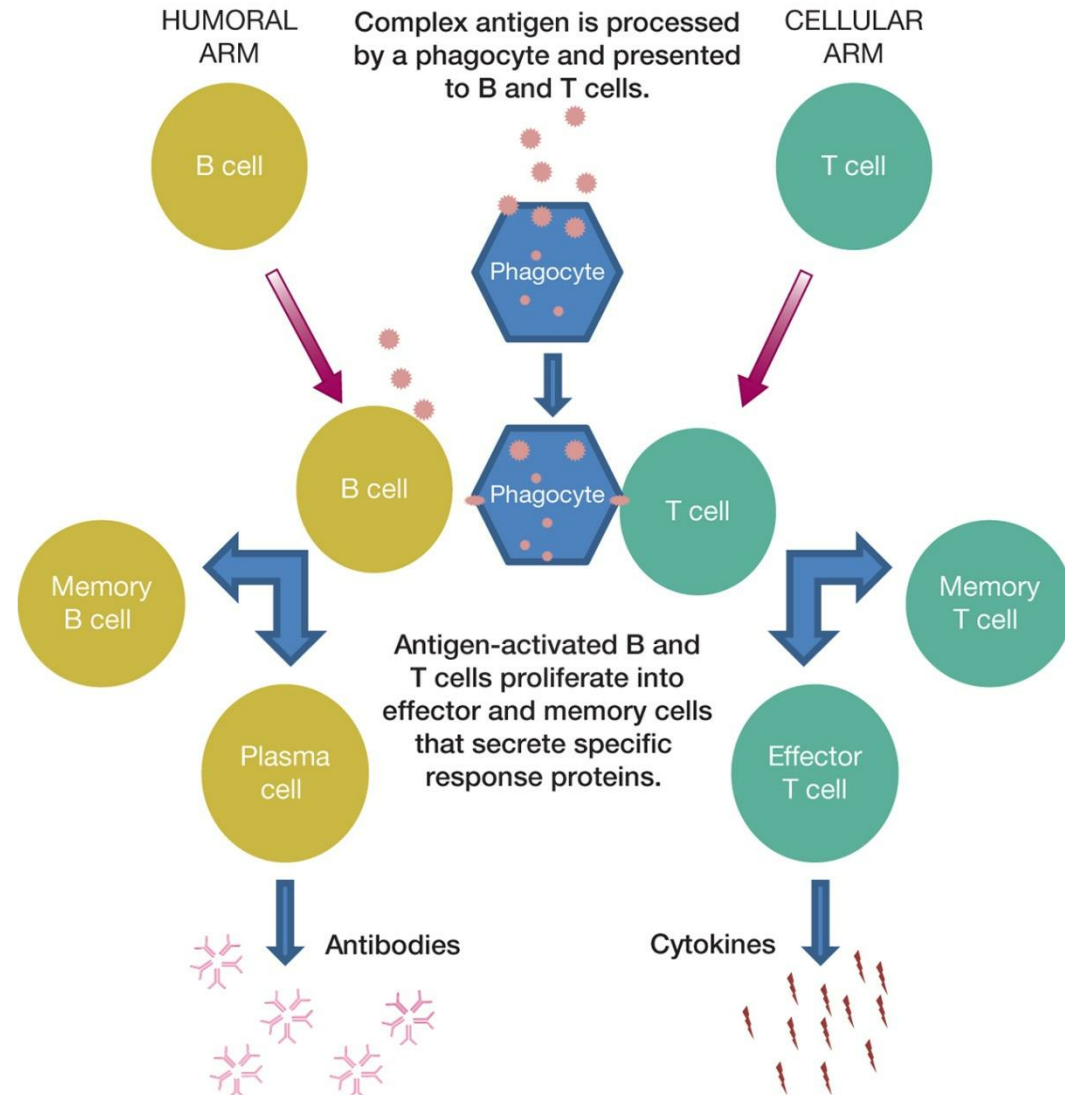 HUMORAL
ARM
Complex antigen is processed
by a phagocyte and presented
to B and T cells.
CELLULAR
ARM
B cell
T cell
Phagocyte
B cell
Phagocyte
T cell
Memory
B cell
Memory
T cell
Antigen-activated B and
T cells proliferate into
effector and memory cells
that secrete specific
response proteins.
Plasma
cell
Effector
T cell
Antibodies
Cytokines